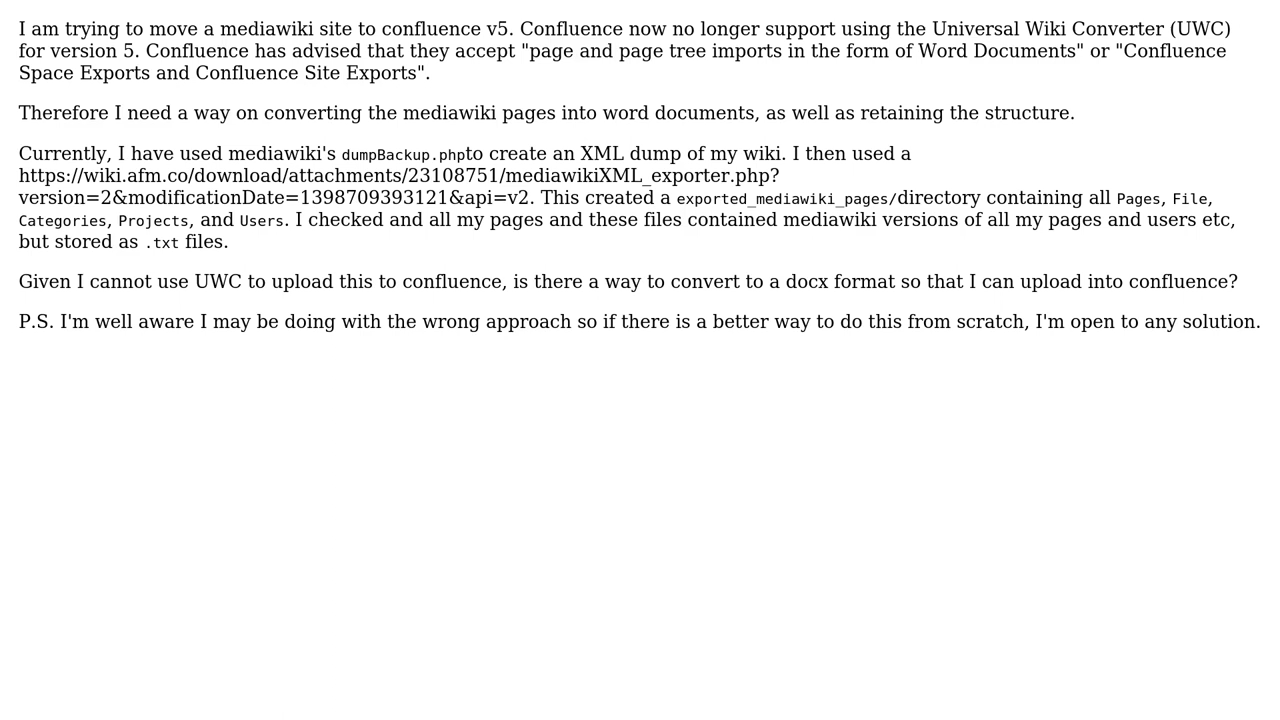 I am trying to move a mediawiki site to confluence v5. Confluence now no longer support using the Universal Wiki Converter (UWC)
for version 5. Confluence has advised that they accept "page and page tree imports in the form of Word Documents" or "Confluence
Space Exports and Confluence Site Exports".
Therefore I need a way on converting the mediawiki pages into word documents, as well as retaining the structure.
Currently, I have used mediawiki's dumpBackup.phpto create an XML dump of my wiki. I then used a
https://wiki.afm.co/download/attachments/23108751/mediawikiXML_exporter.php?
version=2&modificationDate=1398709393121&api=v2. This created a exported_mediawiki_pages/directory containing all Pages, File,
Categories, Projects, and Users. I checked and all my pages and these files contained mediawiki versions of all my pages and users etc,
but stored as .txt files.
Given I cannot use UWC to upload this to confluence, is there a way to convert to a docx format so that I can upload into confluence?
P.S. I'm well aware I may be doing with the wrong approach so if there is a better way to do this from scratch, I'm open to any solution.